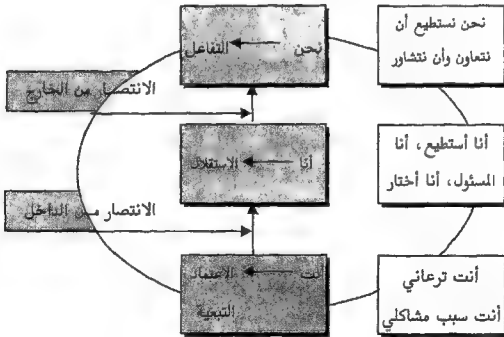 نحن نستطيع أن
نتعاون وأن نتشاور
نحن
التفاعل
الانتصار من الخارج
أنا أستطيع، أنا
المسئول، أنا أختار
أنا
الاستقلال
الانتصار من الداخل
أنت ترعاني
أنت سبب مشاكلي
أنت
الاعتماد
التبعية